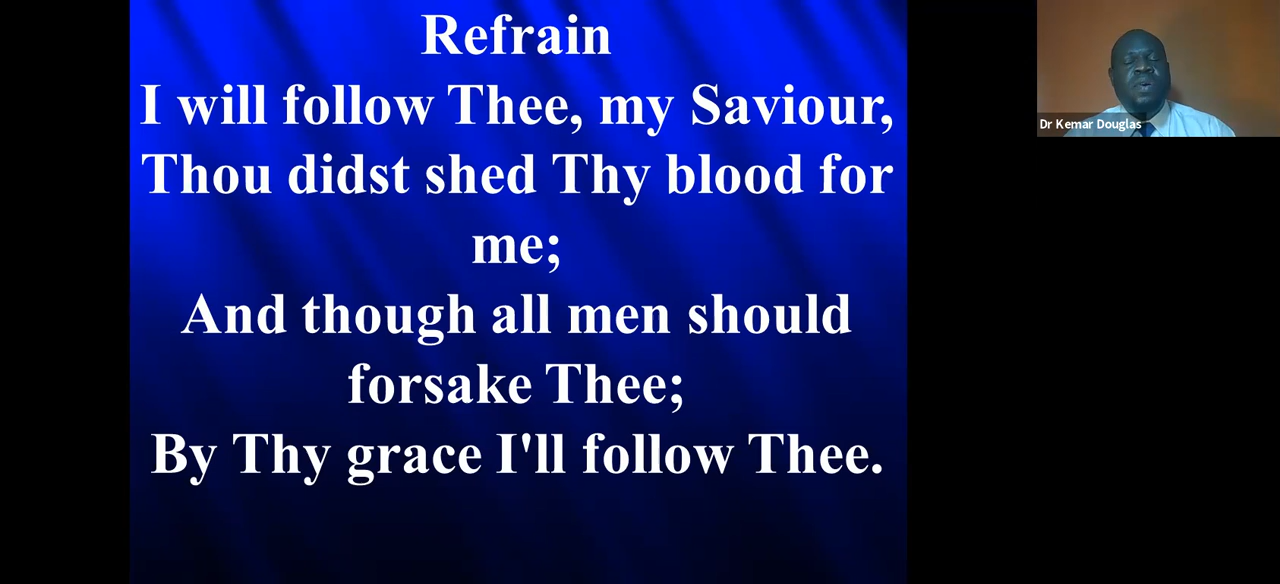 Refrain
I will follow Thee, my Saviour,
Thou didst shed Thy blood for
me;
And though all men should
forsake Thee;
By Thy grace I'll follow Thee.
Dr Kemar Douglas